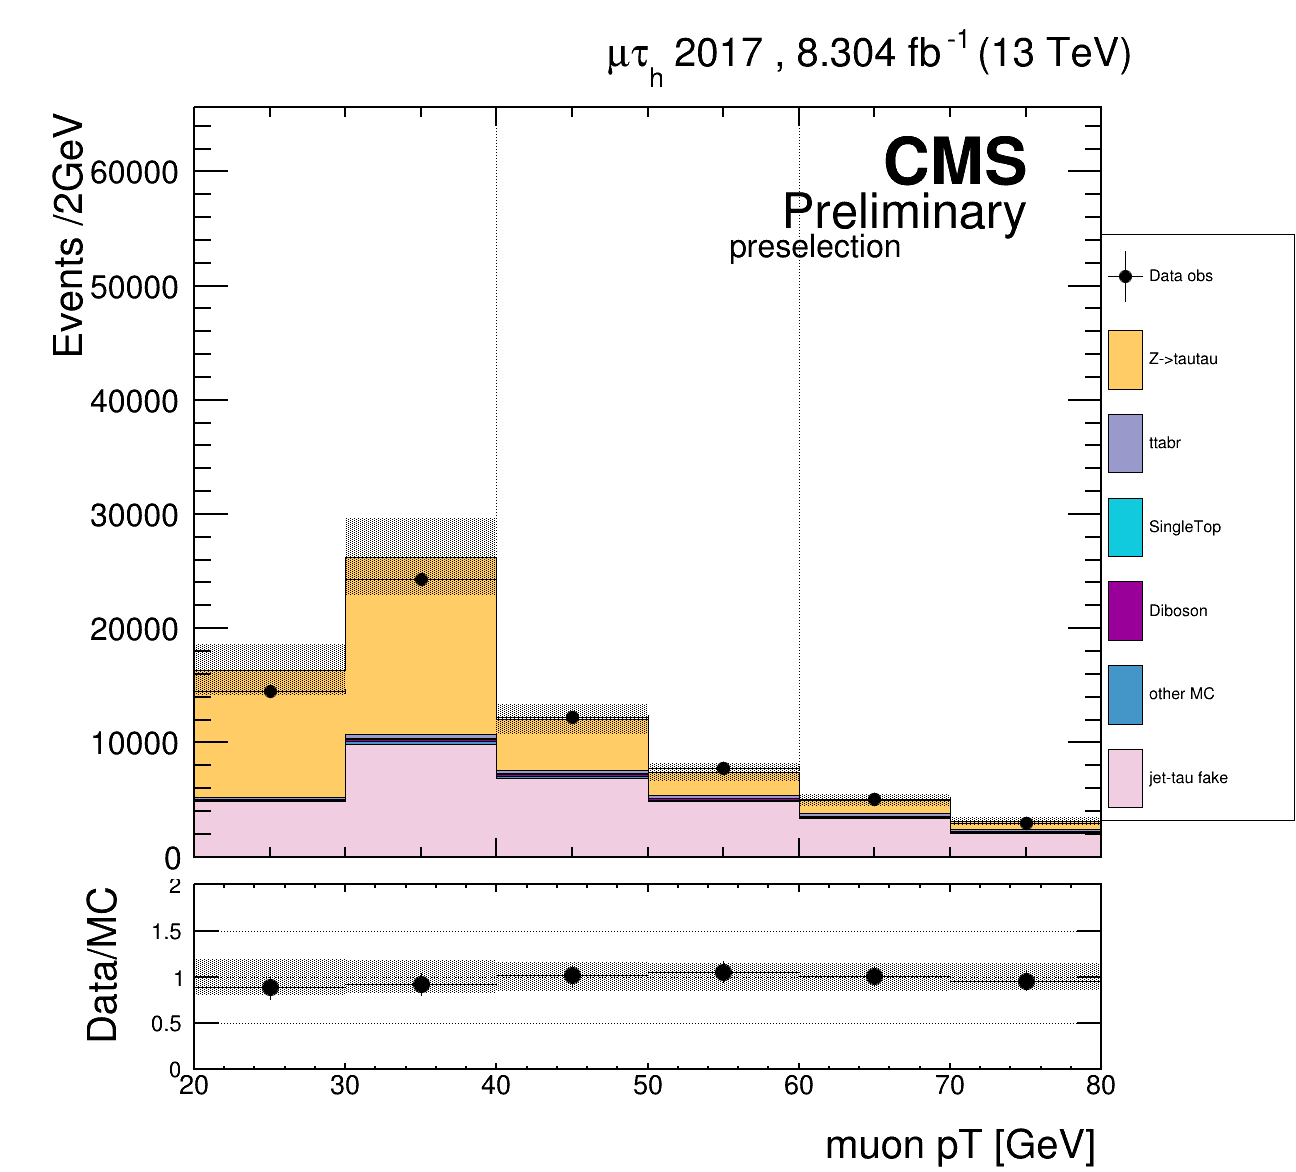 μτh 2017 , 8.304 fb-1 (13 TeV)
Events /2GeV
60000
50000
40000
30000
20000
10000
0
CMS
Preliminary
preselection
Data obs
Z->tautau
ttabr
SingleTop
Diboson
other MC
jet-tau fake
Data/MC
2
1.5
1
0.5
0
20 30 40 50 60 70 80
muon pT [GeV]